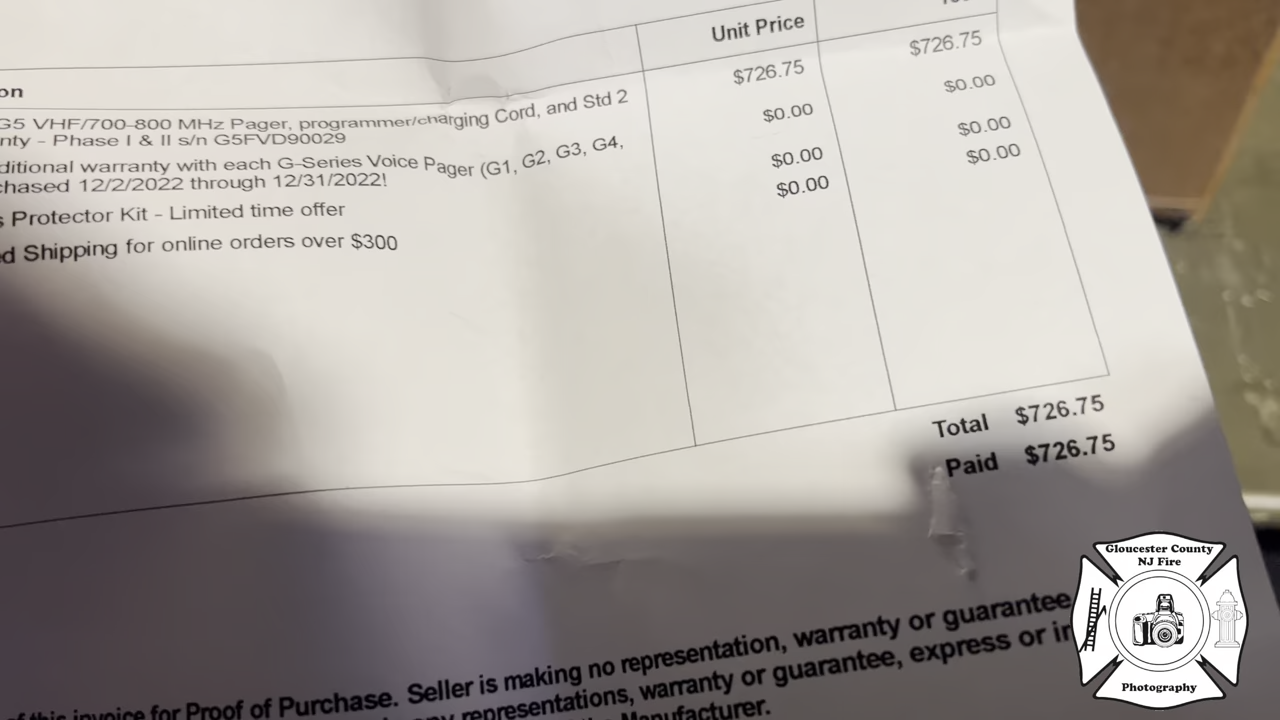 on
Unit Price
G5 VHF/700-800 MHz Pager, programmer/charging Cord, and Std 2
nty - Phase I & II s/n G5FVD90029
$726.75
$726.75
ditional warranty with each G-Series Voice Pager (G1, G2, G3, G4,
chased 12/2/2022 through 12/31/2022!
$0.00
$0.00
s Protector Kit - Limited time offer
$0.00
$0.00
ed Shipping for online orders over $300
$0.00
$0.00
Total $726.75
Paid $726.75
of this invoice for Proof of Purchase. Seller is making no representation, warranty or guarantee
representations, warranty or guarantee, express or
Manufacturer.
Gloucester County
NJ Fire
Photography